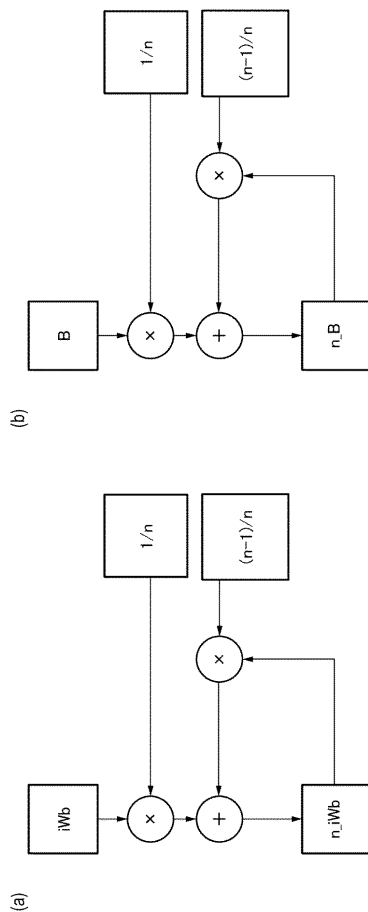 (a)
iWb
1/n
×
(n-1)/n
×
+
n_iWb
(b)
B
1/n
×
(n-1)/n
×
+
n_B